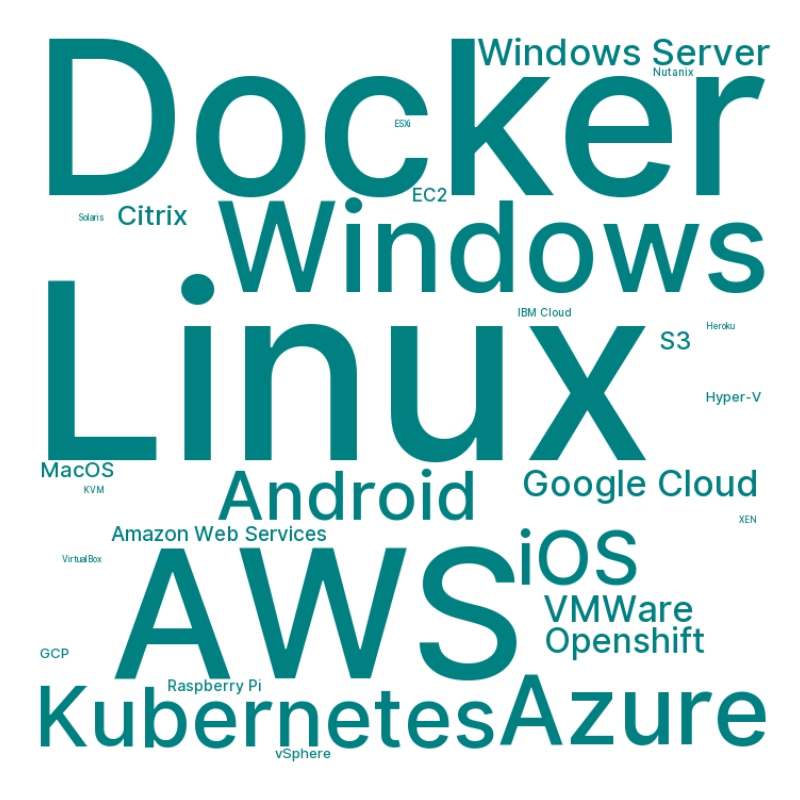 Docker
Windows Server
Nutanix
ESXi
EC2
Solaris
Citrix
Windows
Linux
IBM Cloud
Heroku
S3
Hyper-V
MacOS
KVM
Android
Google Cloud
XEN
Amazon Web Services
iOS
VirtualBox
AWS
VMWare
Openshift
GCP
Raspberry Pi
Kubernetes
Azure
vSphere